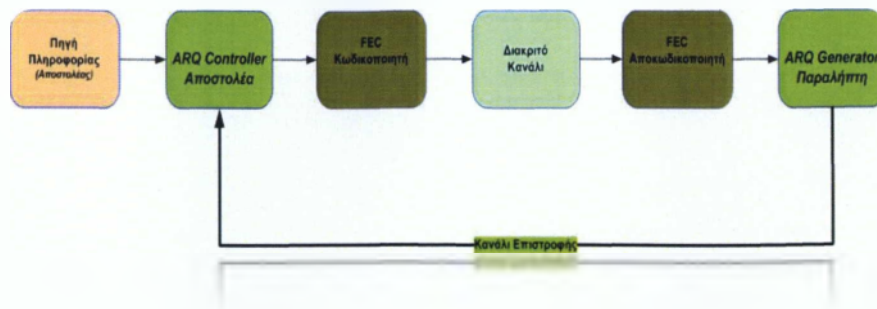 Πηγή
Πληροφορίας
(Αποστολέας)
ARQ Controller
Αποστολέα
FEC
Κωδικοποιητή
Διακριτό
Κανάλι
FEC
Αποκωδικοποιητή
ARQ Generator
Παραλήπτη
Κανάλι Επιστροφής